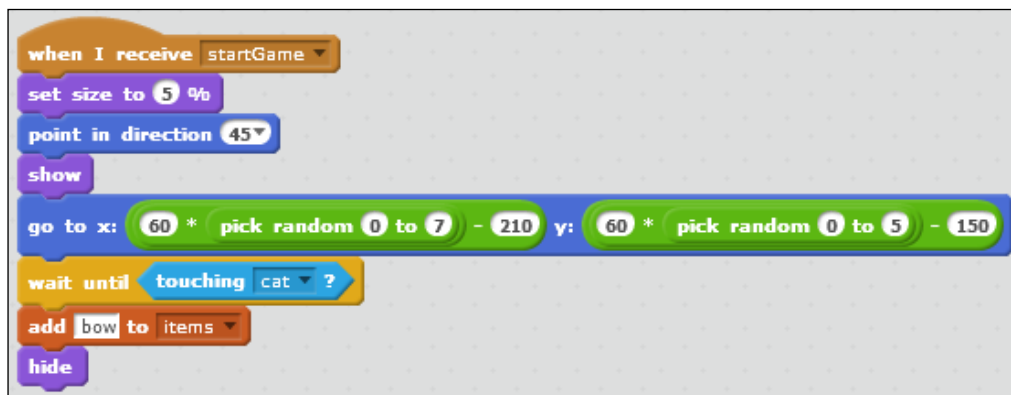 when I receive startGame
set size to 5 %
point in direction 45
show
go to x: 60 * pick random 0 to 7 - 210 y: 60 * pick random 0 to 5 - 150
wait until touching cat ?
add bow to items
hide